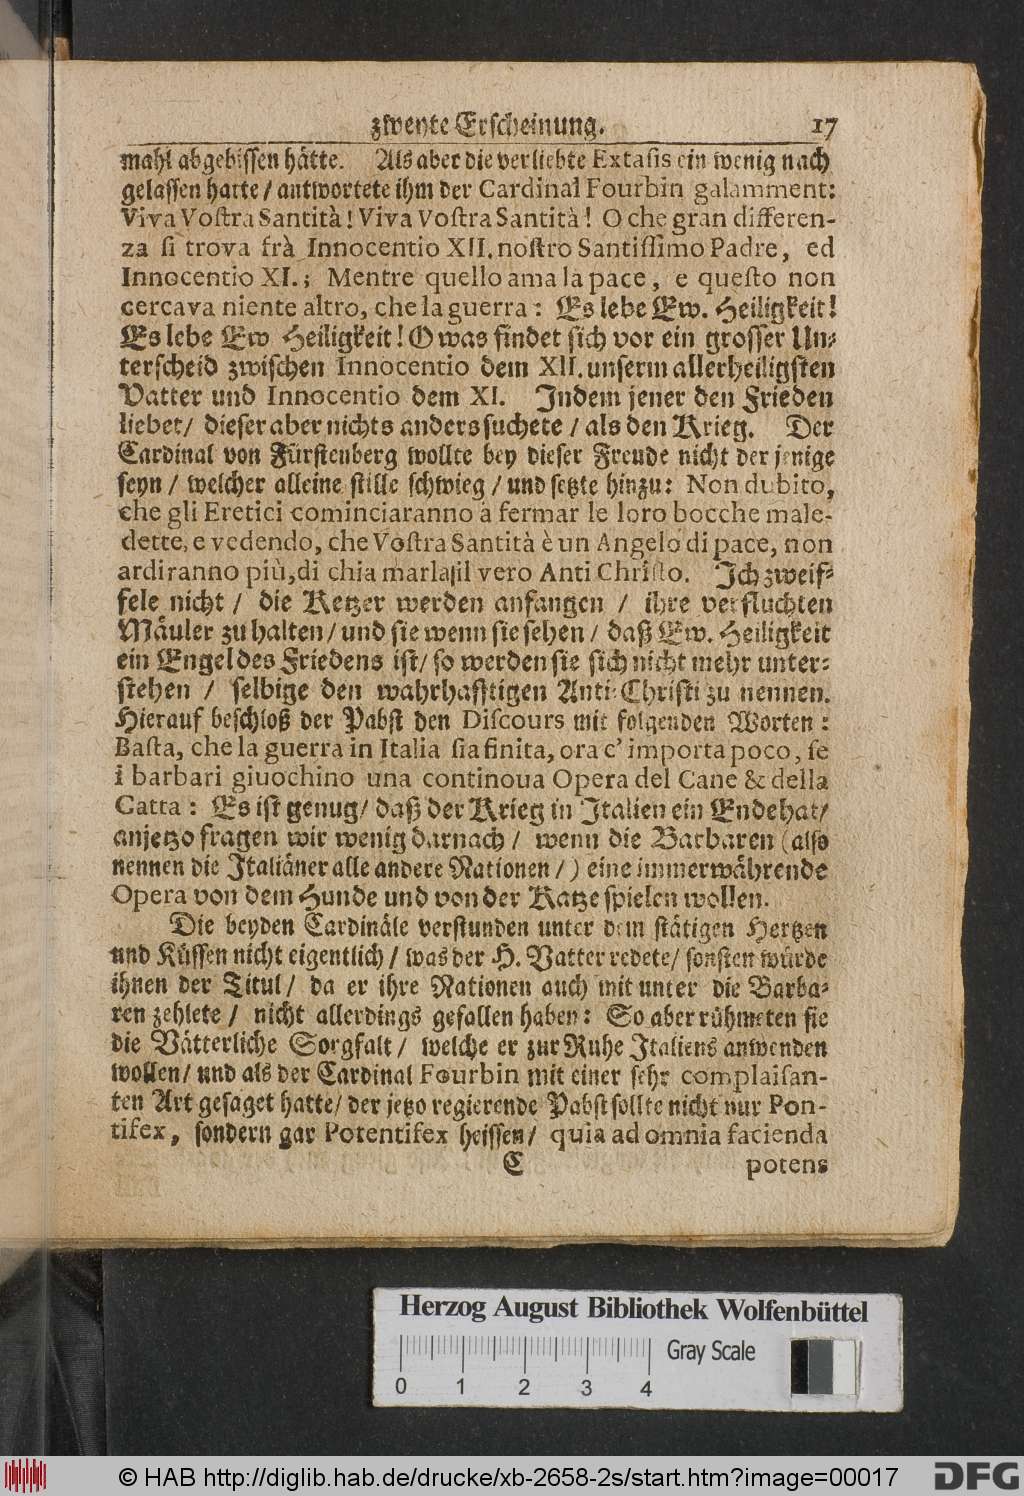 zweyte Erscheinung. 17
mahl abgebissen hätte. Als aber die verliebte Extasis ein wenig nach
gelassen hatte / antwortete ihm der Cardinal Fourbin galamment:
Viva Vostra Santità! Viva Vostra Santità! O che gran differen-
za si trova frà Innocentio XII. nostro Santissimo Padre, ed
Innocentio XI.; Mentre quello ama la pace, e questo non
cercava niente altro, che la guerra: Es lebe Ew. Heiligkeit!
Es lebe Ew Heiligkeit! O was findet sich vor ein grosser Un-
terscheid zwischen Innocentio dem XII. unserm allerheiligsten
Vatter und Innocentio dem XI. Indem jener den Frieden
liebet / dieser aber nichts anders suchete / als den Krieg. Der
Cardinal von Fürstenberg wollte bey dieser Freude nicht der jenige
seyn / welcher alleine stille schwieg / und setzte hinzu: Non dubito,
che gli Eretici cominciaranno à fermar le loro bocche male-
dette, e vedendo, che Vostra Santità è un Angelo di pace, non
ardiranno più, di chiamarla, il vero Anti Christo. Ich zweif-
fele nicht / die Ketzer werden anfangen / ihre verfluchten
Mäuler zu halten / und sie wenn sie sehen / daß Ew. Heiligkeit
ein Engel des Friedens ist / so werden sie sich nicht mehr unter-
stehen / selbige den wahrhafftigen Anti-Christi zu nennen.
Hierauf beschloß der Pabst den Discours mit folgenden Worten:
Basta, che la guerra in Italia sia finita, ora c' importa poco, se
i barbari giuochino una continoua Opera del Cane & della
Gatta: Es ist genug / daß der Krieg in Italien ein Ende hat /
anjetzo fragen wir wenig darnach / wenn die Barbaren (also
nennen die Italiäner alle andere Nationen /) eine immerwährende
Opera von dem Hunde und von der Katze spielen wollen.
Die beyden Cardinäle verstunden unter dem stätigen Hertzen
und Küssen nicht eigentlich / was der H. Vatter redete / sonsten würde
ihnen der Titul / da er ihre Nationen auch mit unter die Barba-
ren zehlete / nicht allerdings gefallen haben: So aber rühmeten sie
die Vätterliche Sorgfalt / welche er zur Ruhe Italiens anwenden
wollen / und als der Cardinal Fourbin mit einer sehr complaisan-
ten Art gesaget hatte / der jetzo regierende Pabst sollte nicht nur Pon-
tifex, sondern gar Potentifex heissen / quia ad omnia facienda
C potens
Herzog August Bibliothek Wolfenbüttel
Gray Scale
0 1 2 3 4
© HAB http://diglib.hab.de/drucke/xb-2658-2s/start.htm?image=00017
DFG